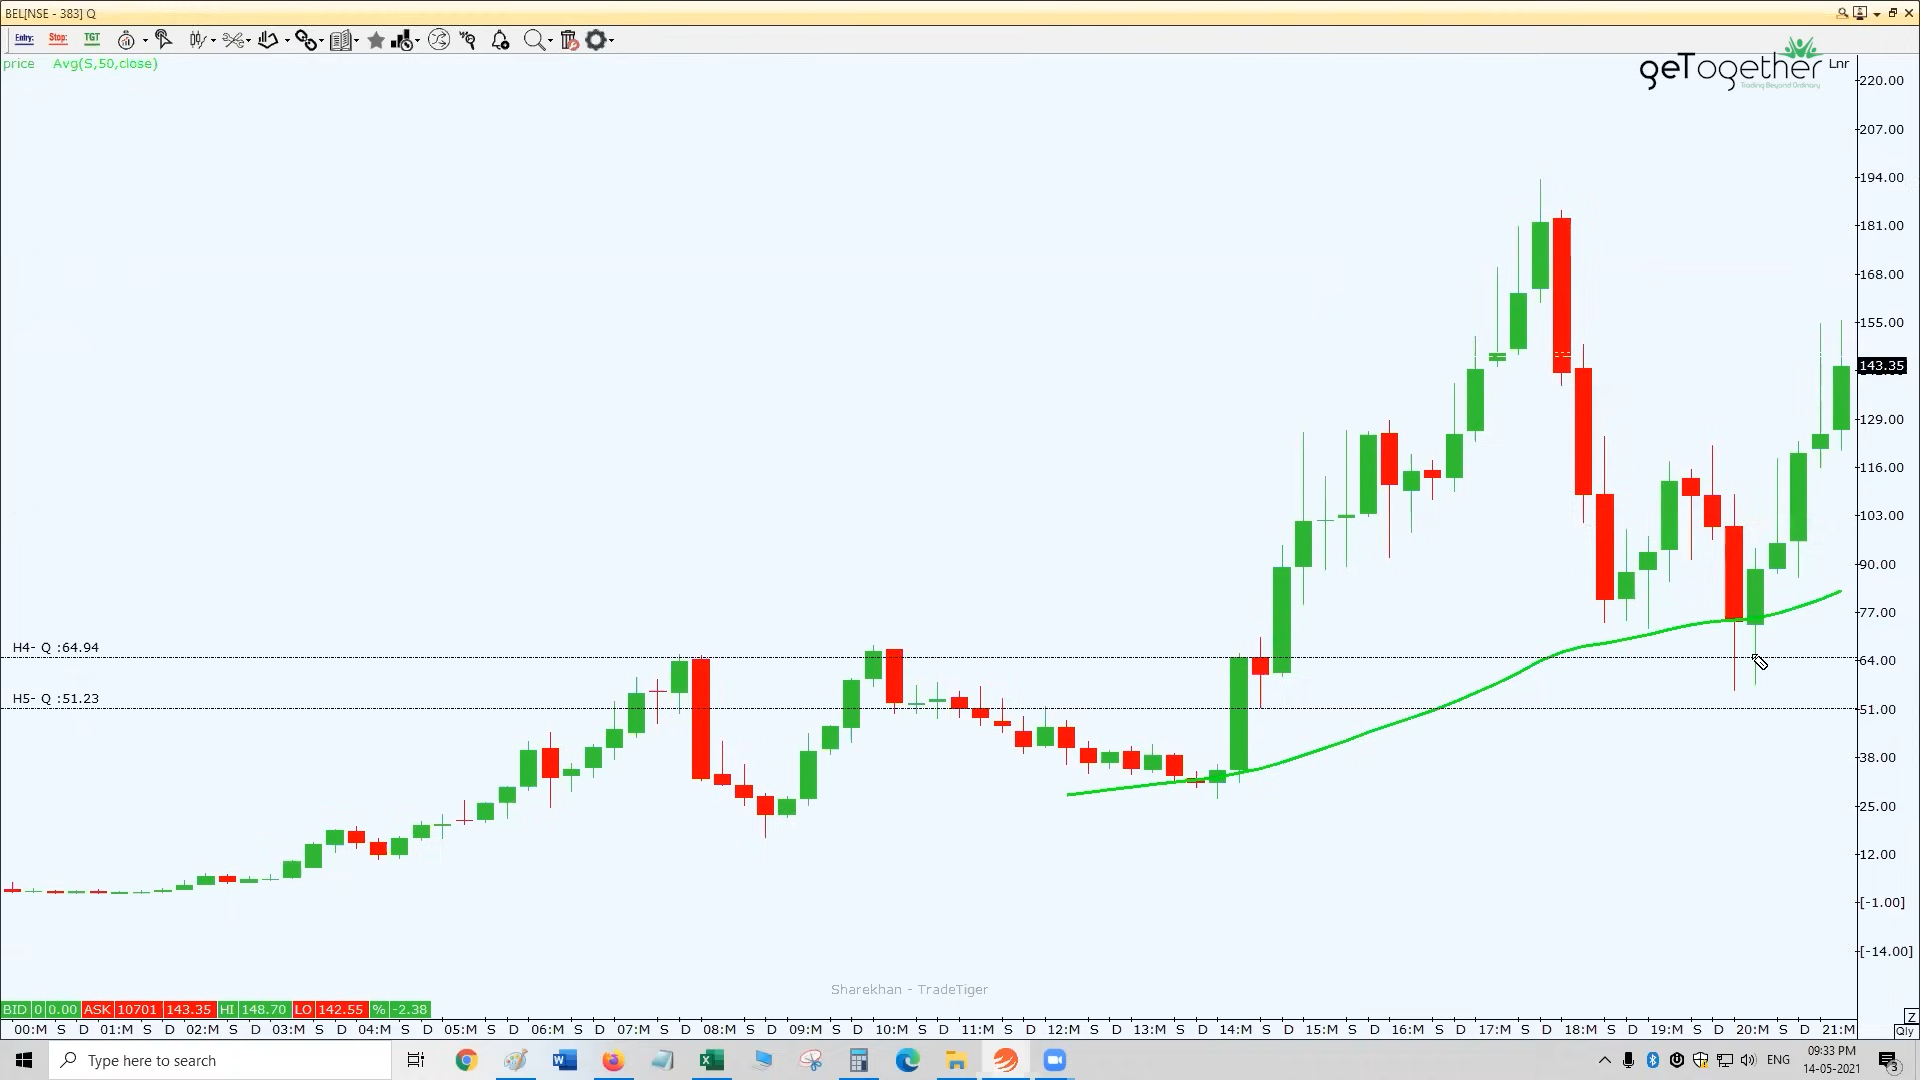 BEL[NSE - 383] Q
Entry: Stop: TGT
price Avg(S,50,close)
geTogether
Trading Beyond Ordinary
Lnr
220.00
207.00
194.00
181.00
168.00
155.00
143.35
129.00
116.00
103.00
90.00
77.00
H4- Q :64.94
64.00
H5- Q :51.23
51.00
38.00
25.00
12.00
[-1.00]
[-14.00]
Sharekhan - TradeTiger
BID 0 0.00 ASK 10701 143.35 HI 148.70 LO 142.55 % -2.38
Z
00:M S D 01:M S D 02:M S D 03:M S D 04:M S D 05:M S D 06:M S D 07:M S D 08:M S D 09:M S D 10:M S D 11:M S D 12:M S D 13:M S D 14:M S D 15:M S D 16:M S D 17:M S D 18:M S D 19:M S D 20:M S D 21:M
Qly
Type here to search
ENG
09:33 PM
14-05-2021
3